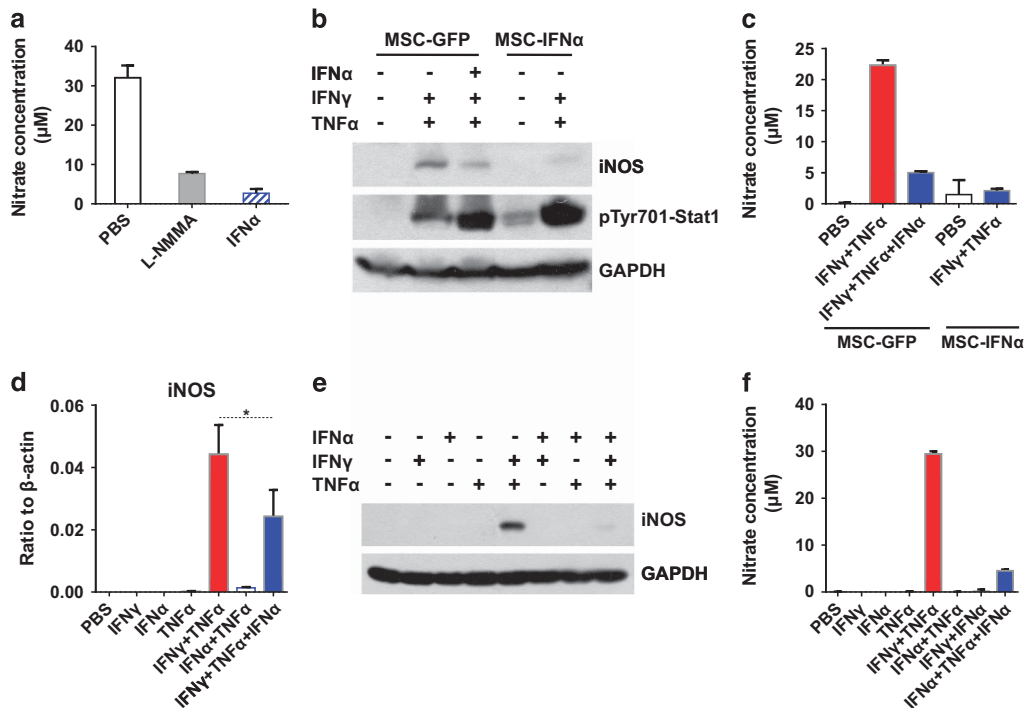 a
Nitrate concentration
(µM)
40
30
20
10
0
PBS
L-NMMA
IFNα
b
MSC-GFP MSC-IFNα
IFNα - - + - -
IFNγ - + + - +
TNFα - + + - +
iNOS
pTyr701-Stat1
GAPDH
c
Nitrate concentration
(µM)
25
20
15
10
5
0
PBS
IFNγ+TNFα
IFNγ+TNFα+IFNα
PBS
IFNγ+TNFα
MSC-GFP MSC-IFNα
d
iNOS
Ratio to β-actin
0.06
0.04
0.02
0.00
*
PBS
IFNγ
IFNα
TNFα
IFNγ+TNFα
IFNα+TNFα
IFNγ+TNFα+IFNα
e
IFNα - - + - - + + +
IFNγ - + - - + + - +
TNFα - - - + + - + +
iNOS
GAPDH
f
Nitrate concentration
(µM)
40
30
20
10
0
PBS
IFNγ
IFNα
TNFα
IFNγ+TNFα
IFNα+TNFα
IFNγ+IFNα
IFNα+TNFα+IFNα